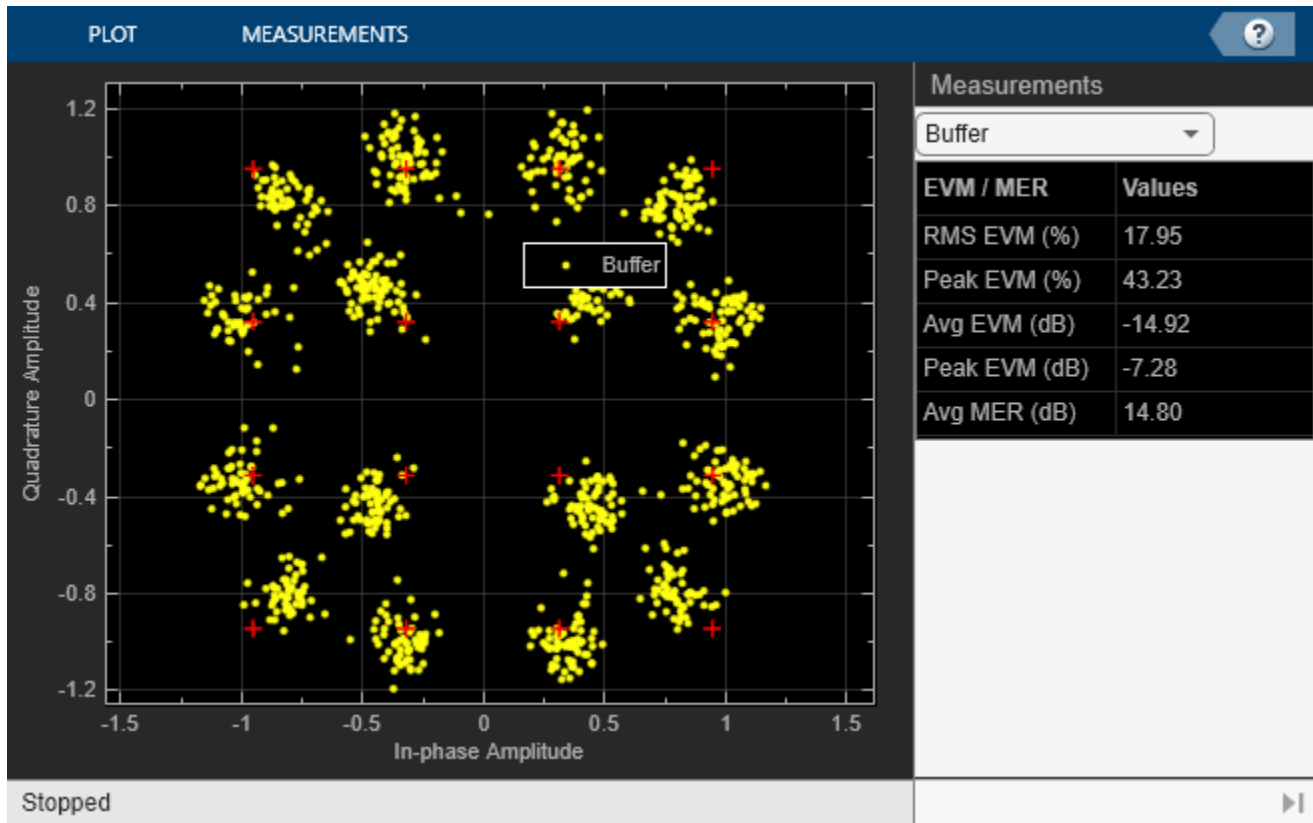 PLOT MEASUREMENTS ?
Measurements
Buffer
EVM / MER Values
RMS EVM (%) 17.95
Peak EVM (%) 43.23
Avg EVM (dB) -14.92
Peak EVM (dB) -7.28
Avg MER (dB) 14.80
1.2
0.8
0.4
0
-0.4
-0.8
-1.2
Quadrature Amplitude
Buffer
-1.5 -1 -0.5 0 0.5 1 1.5
In-phase Amplitude
Stopped